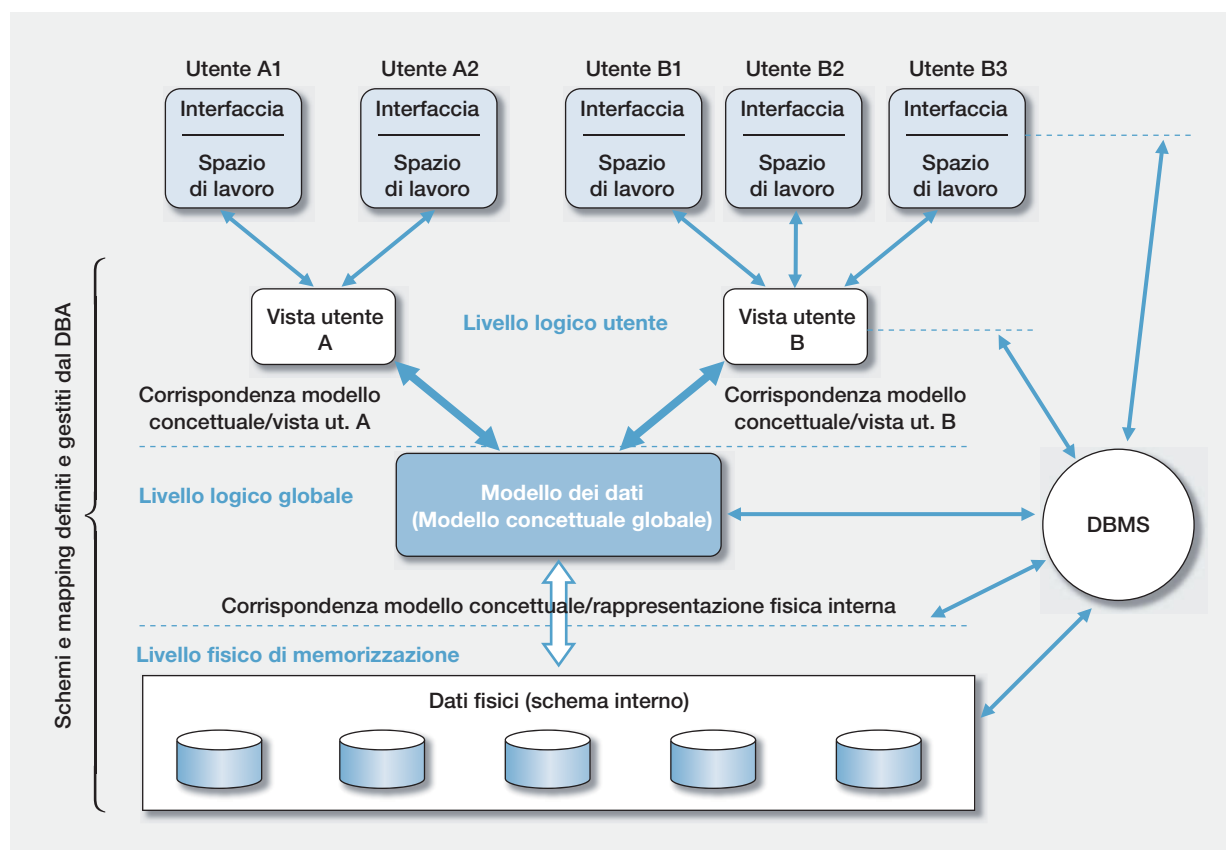 Utente A1
Utente A2
Utente B1
Utente B2
Utente B3
Interfaccia
Spazio
di lavoro
Interfaccia
Spazio
di lavoro
Interfaccia
Spazio
di lavoro
Interfaccia
Spazio
di lavoro
Interfaccia
Spazio
di lavoro
Schemi e mapping definiti e gestiti dal DBA
Vista utente
A
Livello logico utente
Vista utente
B
Corrispondenza modello
concettuale/vista ut. A
Corrispondenza modello
concettuale/vista ut. B
Livello logico globale
Modello dei dati
(Modello concettuale globale)
DBMS
Corrispondenza modello concettuale/rappresentazione fisica interna
Livello fisico di memorizzazione
Dati fisici (schema interno)